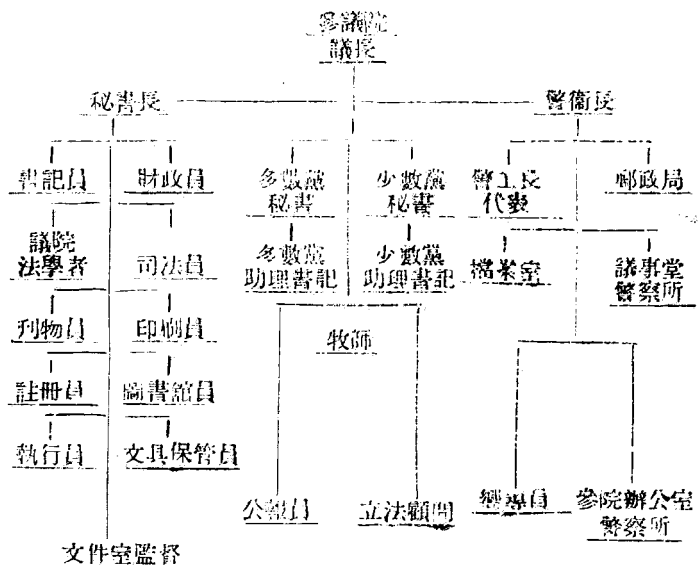 參議院
議長
秘書長
警衞長
書記員
財政員
多數黨
秘書
少數黨
秘書
警衞長
代表
郵政局
議院
法學者
司法員
多數黨
助理書記
少數黨
助理書記
檔案室
議事堂
警察所
刊物員
印刷員
牧師
註冊員
圖書舘員
執行員
文具保管員
公報員
立法顧問
嚮導員
參院辦公室
警察所
文件室監督